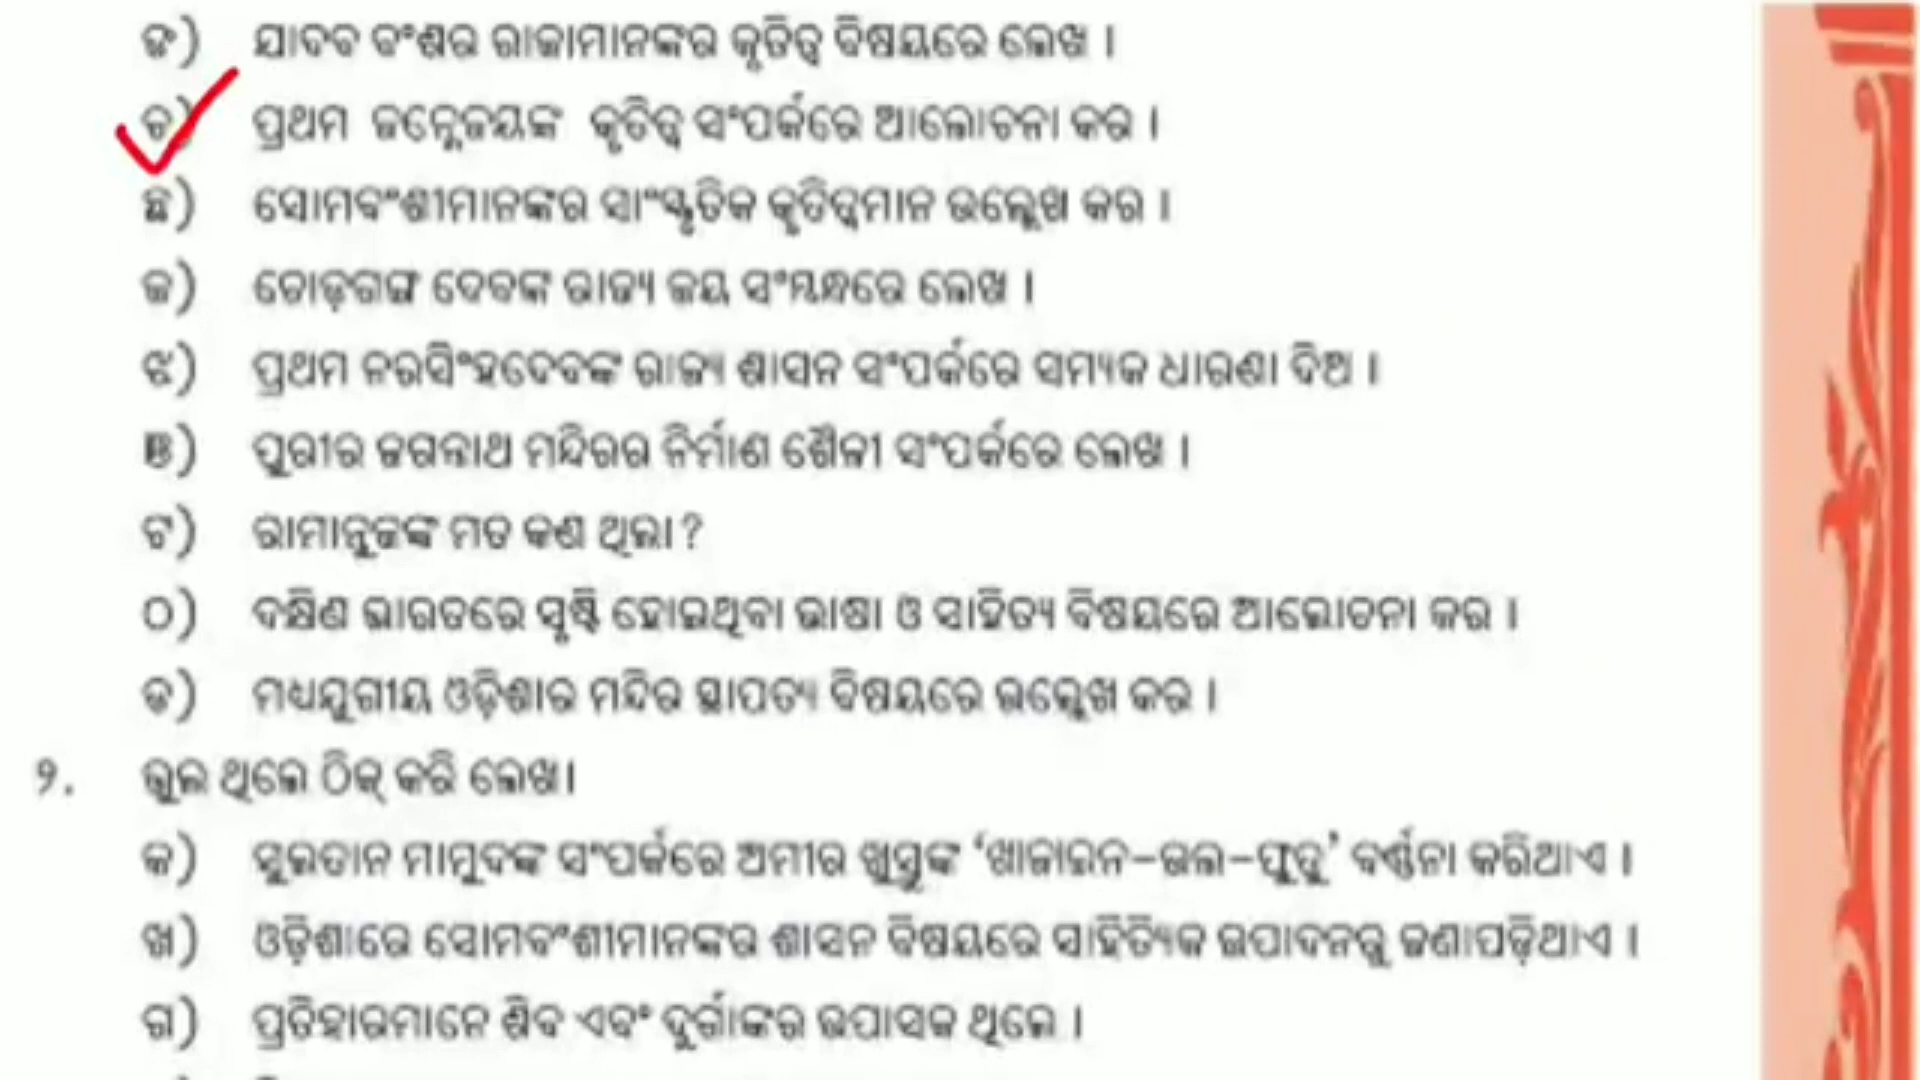 ଙ) ଯାଦବ ବଂଶର ରାଜାମାନଙ୍କର କୃତିତ୍ୱ ବିଷୟରେ ଲେଖ ।
ଚ) ପ୍ରଥମ ଜନ୍ମେଜୟଙ୍କ କୃତିତ୍ୱ ସଂପର୍କରେ ଆଲୋଚନା କର ।
ଛ) ସୋମବଂଶୀମାନଙ୍କର ସାଂସ୍କୃତିକ କୃତିତ୍ୱମାନ ଉଲ୍ଲେଖ କର ।
ଜ) ଚୋଡ଼ଗଙ୍ଗ ଦେବଙ୍କ ରାଜ୍ୟ ଜୟ ସଂମ୍ବନ୍ଧରେ ଲେଖ ।
ଝ) ପ୍ରଥମ ନରସିଂହଦେବଙ୍କ ରାଜ୍ୟ ଶାସନ ସଂପର୍କରେ ସମ୍ୟକ ଧାରଣା ଦିଅ ।
ଞ) ପୁରୀର ଜଗନ୍ନାଥ ମନ୍ଦିରର ନିର୍ମାଣ ଶୈଳୀ ସଂପର୍କରେ ଲେଖ ।
ଟ) ରାମାନୁଜଙ୍କ ମତ କଣ ଥିଲା ?
ଠ) ଦକ୍ଷିଣ ଭାରତରେ ସୃଷ୍ଟି ହୋଇଥିବା ଭାଷା ଓ ସାହିତ୍ୟ ବିଷୟରେ ଆଲୋଚନା କର ।
ଡ) ମଧ୍ୟଯୁଗୀୟ ଓଡ଼ିଶାର ମନ୍ଦିର ସ୍ଥାପତ୍ୟ ବିଷୟରେ ଉଲ୍ଲେଖ କର ।
୨. ଭୁଲ ଥିଲେ ଠିକ୍ କରି ଲେଖ।
କ) ସୁଲତାନ ମାମୁଦଙ୍କ ସଂପର୍କରେ ଅମୀର ଖୁସ୍ରୁଙ୍କ ‘ଖାଜାଇନ–ଉଲ–ଫୁତୁ’ ବର୍ଣ୍ଣନା କରିଥାଏ ।
ଖ) ଓଡ଼ିଶାରେ ସୋମବଂଶୀମାନଙ୍କର ଶାସନ ବିଷୟରେ ସାହିତ୍ୟିକ ଉପାଦନରୁ ଜଣାପଡ଼ିଥାଏ ।
ଗ) ପ୍ରତିହାରମାନେ ଶିବ ଏବଂ ଦୁର୍ଗାଙ୍କର ଉପାସକ ଥିଲେ ।